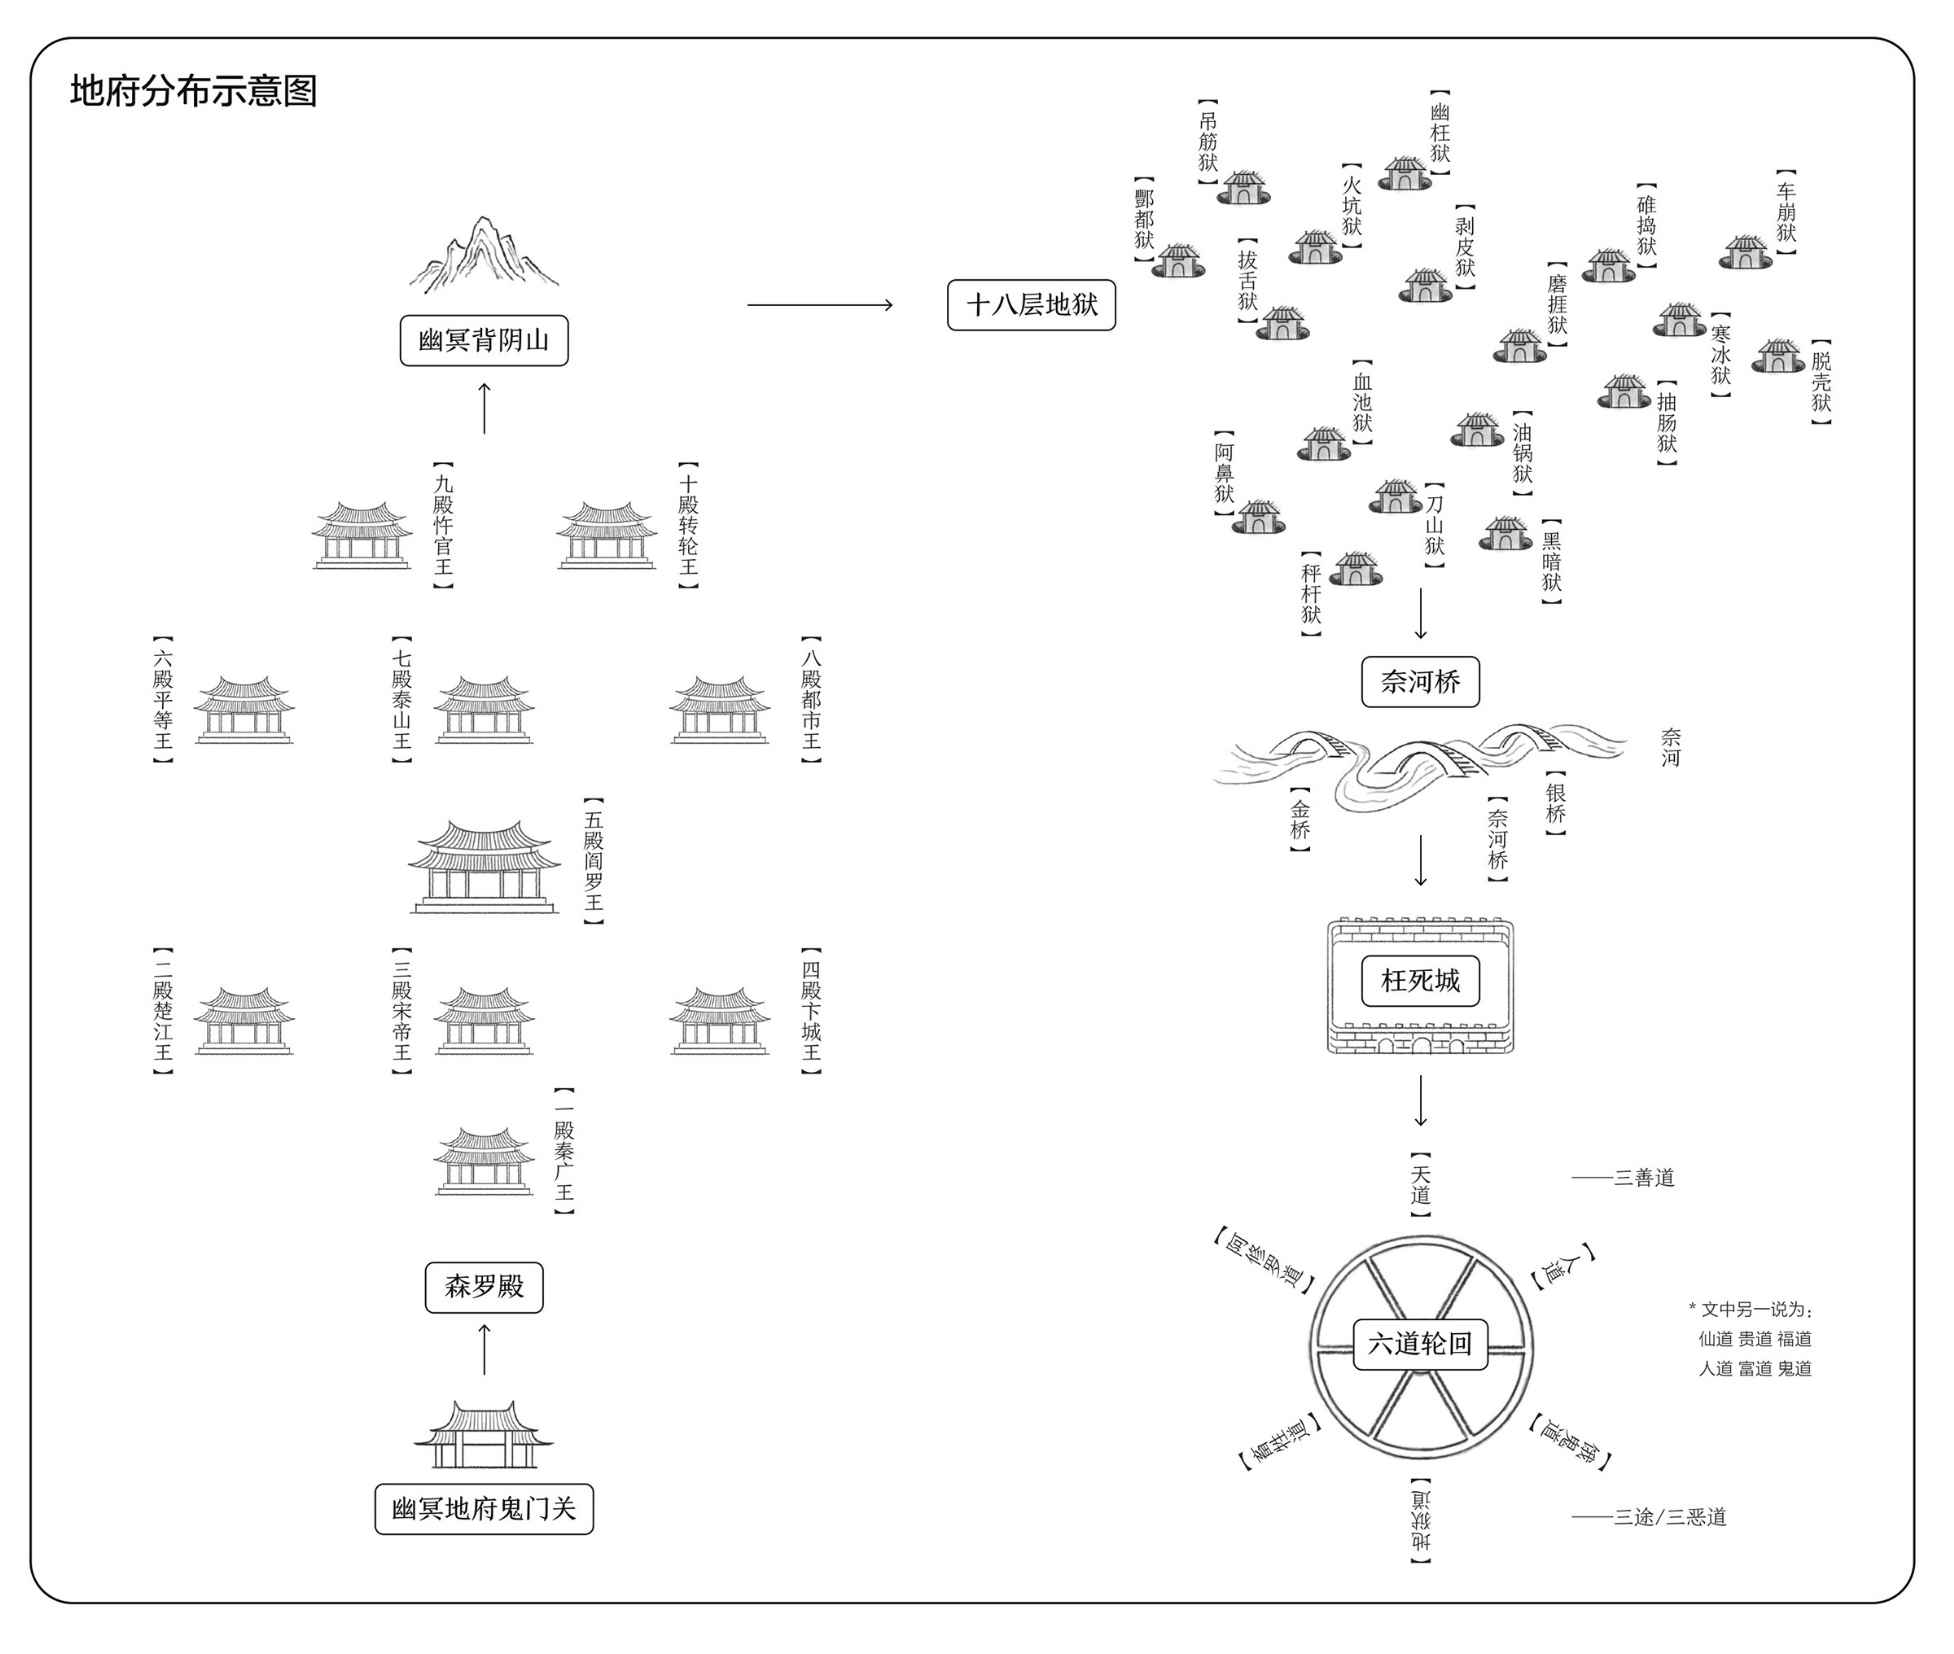 地府分布示意图
幽冥背阴山
【九殿忤官王】
【十殿转轮王】
【六殿平等王】
【七殿泰山王】
【八殿都市王】
【五殿阎罗王】
【二殿楚江王】
【三殿宋帝王】
【四殿卞城王】
【一殿秦广王】
森罗殿
幽冥地府鬼门关
十八层地狱
【吊筋狱】
【幽枉狱】
【火坑狱】
【酆都狱】
【拔舌狱】
【剥皮狱】
【磨捱狱】
【碓捣狱】
【车崩狱】
【寒冰狱】
【脱壳狱】
【抽肠狱】
【油锅狱】
【黑暗狱】
【刀山狱】
【血池狱】
【阿鼻狱】
【秤杆狱】
奈河桥
奈河
【金桥】
【奈河桥】
【银桥】
枉死城
【天道】
——三善道
【阿修罗道】
【人道】
六道轮回
* 文中另一说为：
仙道 贵道 福道
人道 富道 鬼道
【畜牲道】
【饿鬼道】
【地狱道】
——三途/三恶道